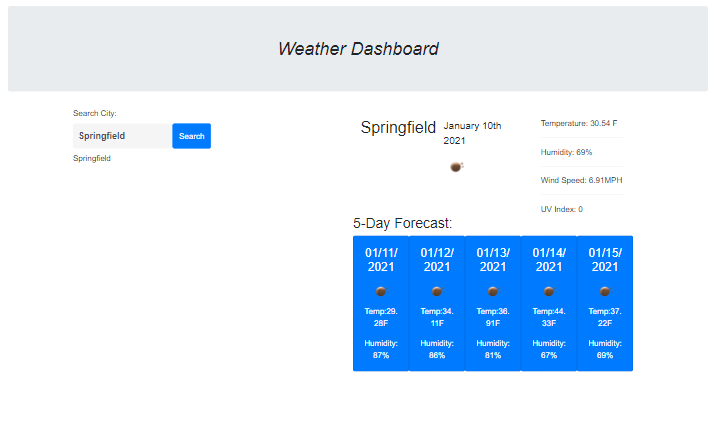 Weather Dashboard
Search City:
Springfield
Search
Springfield
Springfield
January 10th
2021
Temperature: 30.54 F
Humidity: 69%
Wind Speed: 6.91MPH
UV Index: 0
5-Day Forecast:
01/11/
2021
Temp:29.
28F
Humidity:
87%
01/12/
2021
Temp:34.
11F
Humidity:
86%
01/13/
2021
Temp:36.
91F
Humidity:
81%
01/14/
2021
Temp:44.
33F
Humidity:
67%
01/15/
2021
Temp:37.
22F
Humidity:
69%